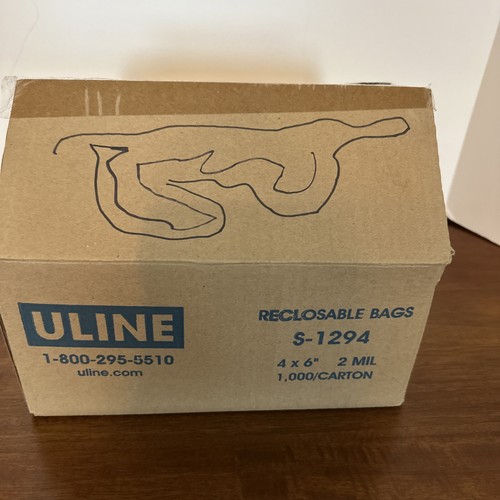 ULINE
1-800-295-5510
uline.com
RECLOSABLE BAGS
S-1294
4 x 6" 2 MIL
1,000/CARTON